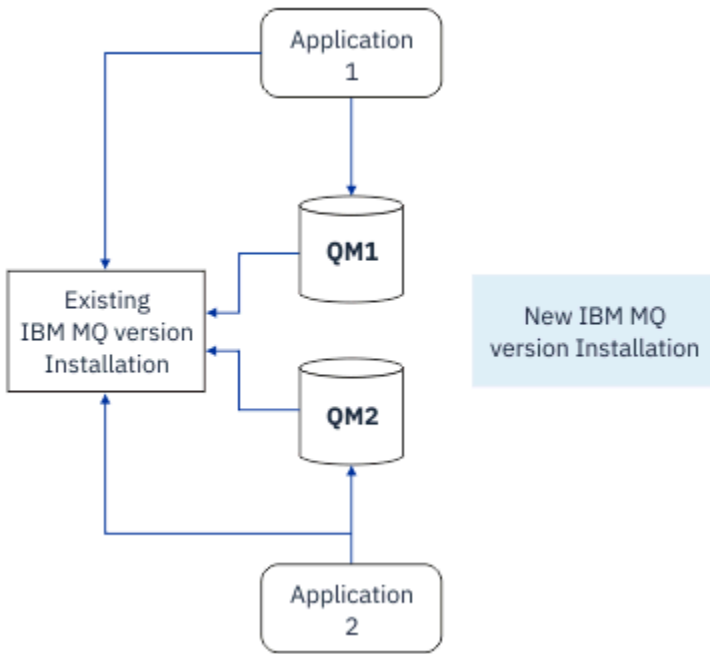 Application
1
QM1
Existing
IBM MQ version
Installation
New IBM MQ
version Installation
QM2
Application
2